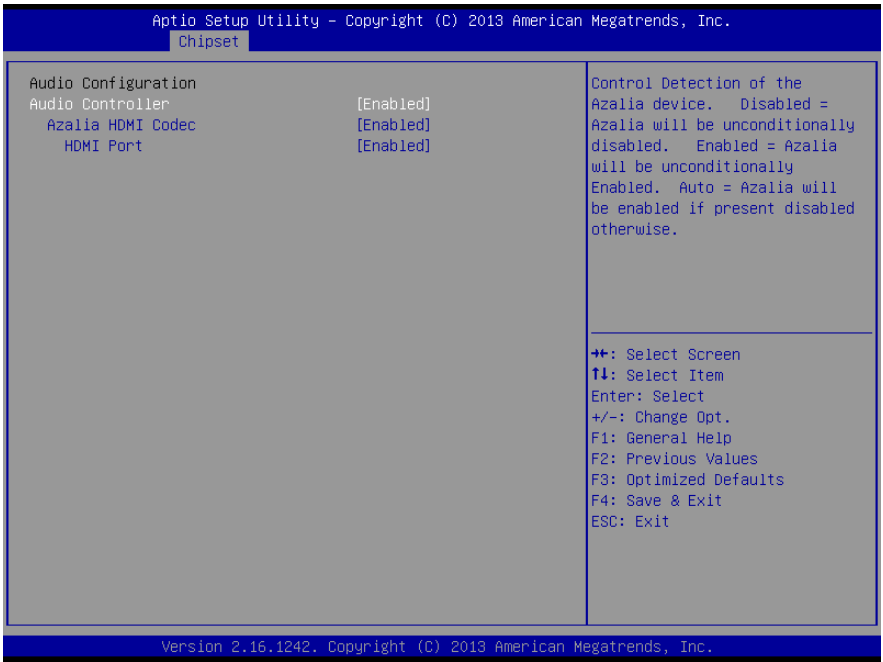 Aptio Setup Utility – Copyright (C) 2013 American Megatrends, Inc.
Chipset
Audio Configuration
Audio Controller [Enabled]
Azalia HDMI Codec [Enabled]
HDMI Port [Enabled]
Control Detection of the
Azalia device. Disabled =
Azalia will be unconditionally
disabled. Enabled = Azalia
will be unconditionally
Enabled. Auto = Azalia will
be enabled if present disabled
otherwise.
→←: Select Screen
↑↓: Select Item
Enter: Select
+/-: Change Opt.
F1: General Help
F2: Previous Values
F3: Optimized Defaults
F4: Save & Exit
ESC: Exit
Version 2.16.1242. Copyright (C) 2013 American Megatrends, Inc.